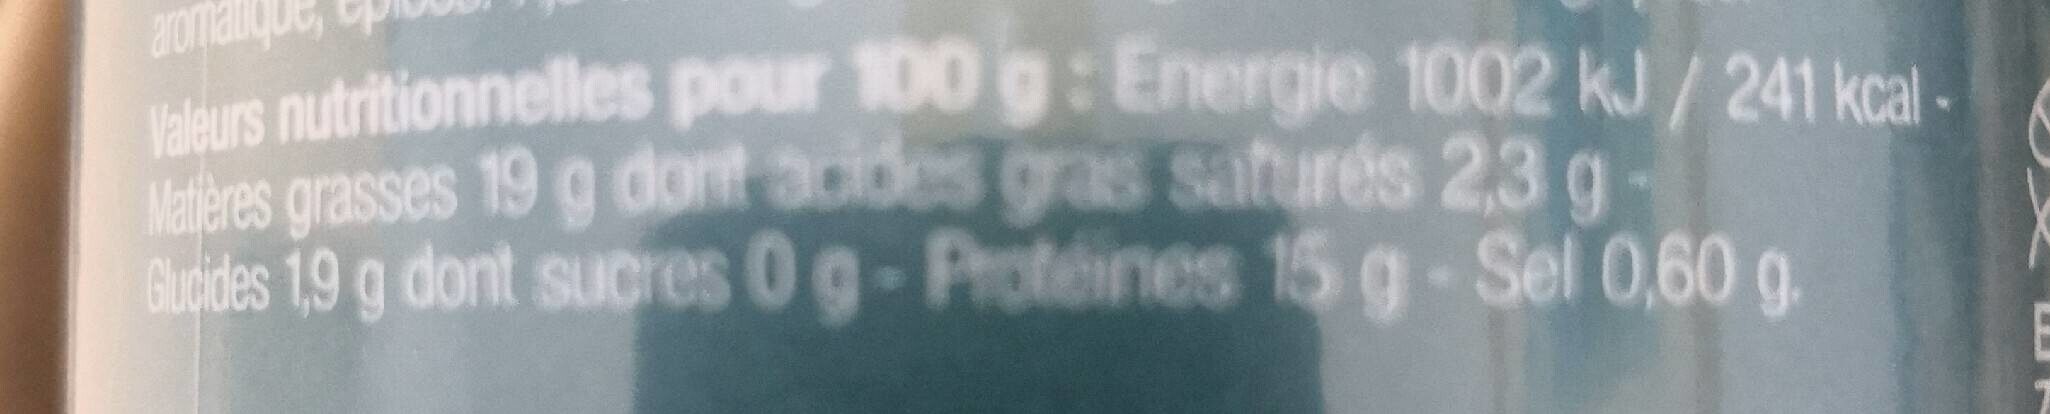 aromatique,
Valeurs nutritionnelles pour 100 g : Energie 1002 kJ / 241 kcal -
Matières grasses 19 g dont acides gras saturés 2,3 g -
Glucides 1,9 g dont sucres 0 g - Protéines 15 g - Sel 0,60 g.